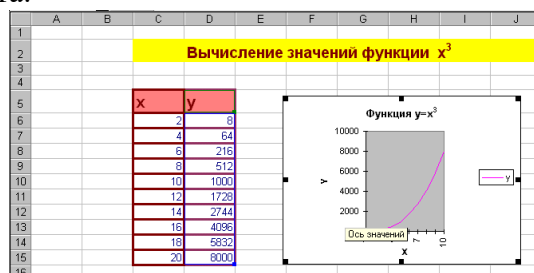 та.
A B C D E F G H I J
1
2 Вычисление значений функции x³
3
4
5 x y
6 2 8
7 4 64
8 6 216
9 8 512
10 10 1000
11 12 1728
12 14 2744
13 16 4096
14 18 5832
15 20 8000
16
Функция y=x³
10000
8000
6000
4000
2000
Y
Ось значений
7
10
X
y